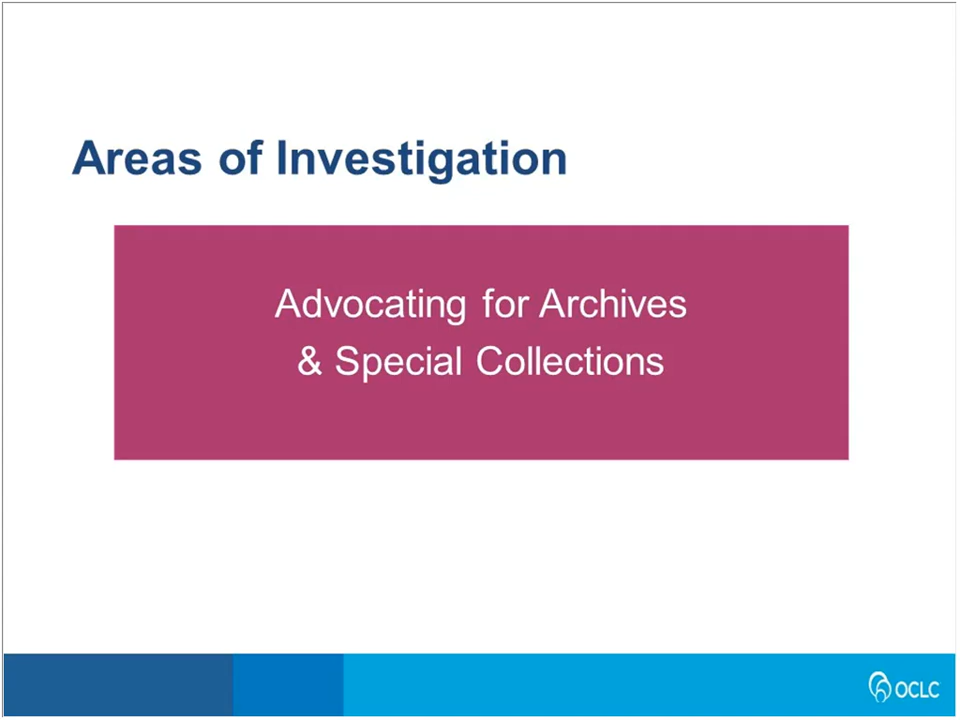 Areas of Investigation
Advocating for Archives
& Special Collections
OCLC